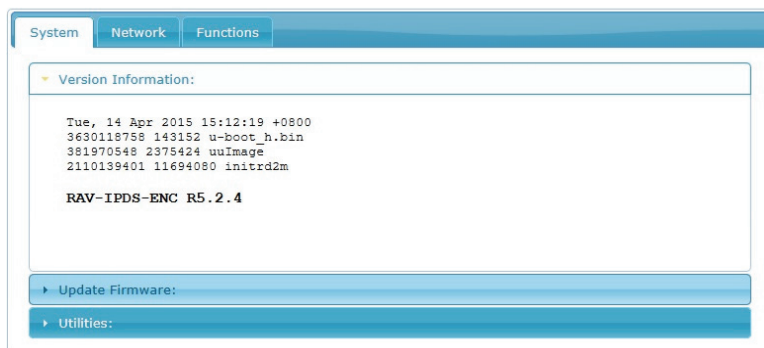 System Network Functions
Version Information:
Tue, 14 Apr 2015 15:12:19 +0800
3630118758 143152 u-boot_h.bin
381970548 2375424 uuImage
2110139401 11694080 initrd2m
RAV-IPDS-ENC R5.2.4
Update Firmware:
Utilities: